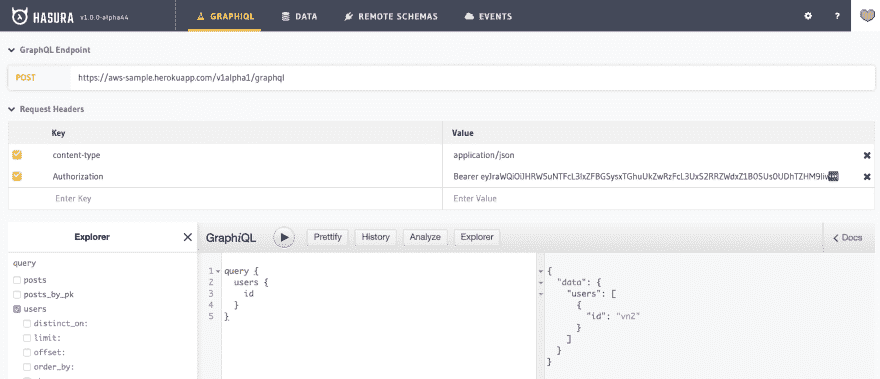 HASURA v1.0.0-alpha44 GRAPHIQL DATA REMOTE SCHEMAS EVENTS ?
GraphQL Endpoint
POST https://aws-sample.herokuapp.com/v1alpha1/graphql
Request Headers
Key Value
content-type application/json
Authorization Bearer
Enter Key Enter Value
Explorer
GraphiQL Prettify History Analyze Explorer Docs
query
posts
posts_by_pk
users
distinct_on:
limit:
offset:
order_by:
1 query {
2 users {
3 id
4 }
5 }
{
"data": {
"users": [
{
"id": "vn2"
}
]
}
}